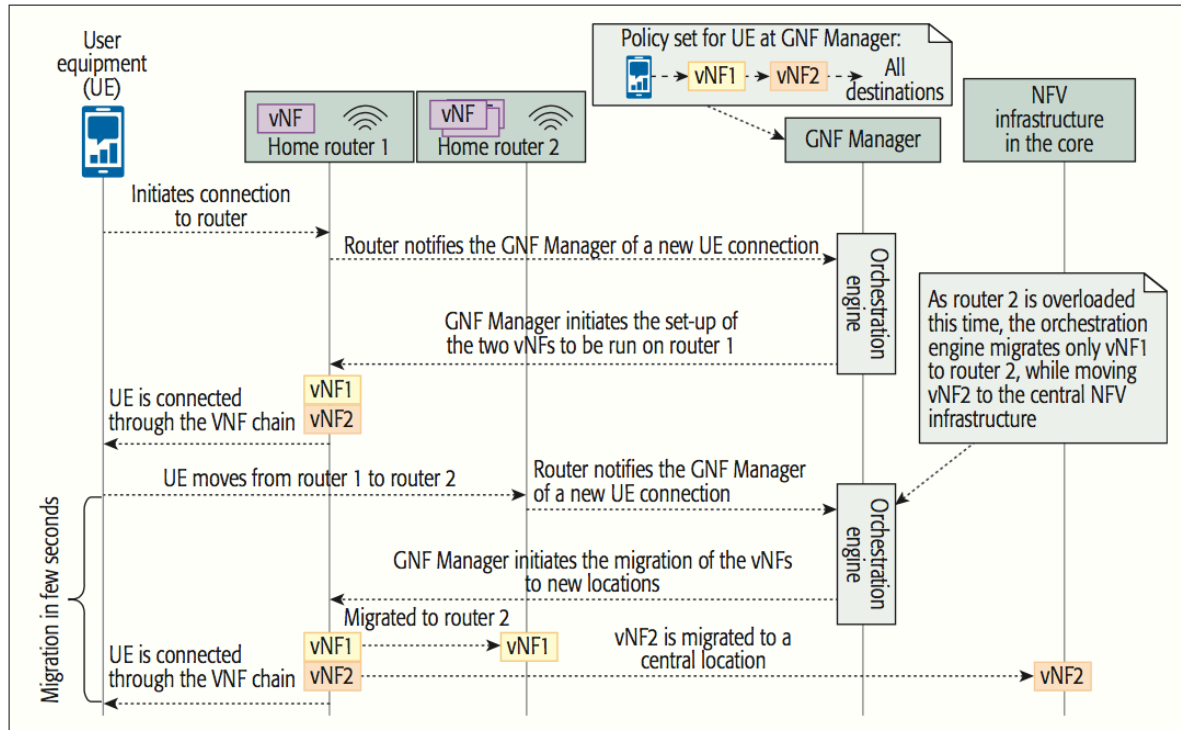 User
equipment
(UE)
Policy set for UE at GNF Manager:
vNF1
vNF2
All
destinations
vNF
Home router 1
vNF
Home router 2
GNF Manager
NFV
infrastructure
in the core
Initiates connection
to router
Router notifies the GNF Manager of a new UE connection
Orchestration
engine
As router 2 is overloaded
this time, the orchestration
engine migrates only vNF1
to router 2, while moving
vNF2 to the central NFV
infrastructure
GNF Manager initiates the set-up of
the two vNFs to be run on router 1
vNF1
vNF2
UE is connected
through the VNF chain
UE moves from router 1 to router 2
Router notifies the GNF Manager
of a new UE connection
Orchestration
engine
Migration in few seconds
GNF Manager initiates the migration of the vNFs
to new locations
Migrated to router 2
vNF1
vNF1
vNF2 is migrated to a
central location
UE is connected
through the VNF chain
vNF2
vNF2